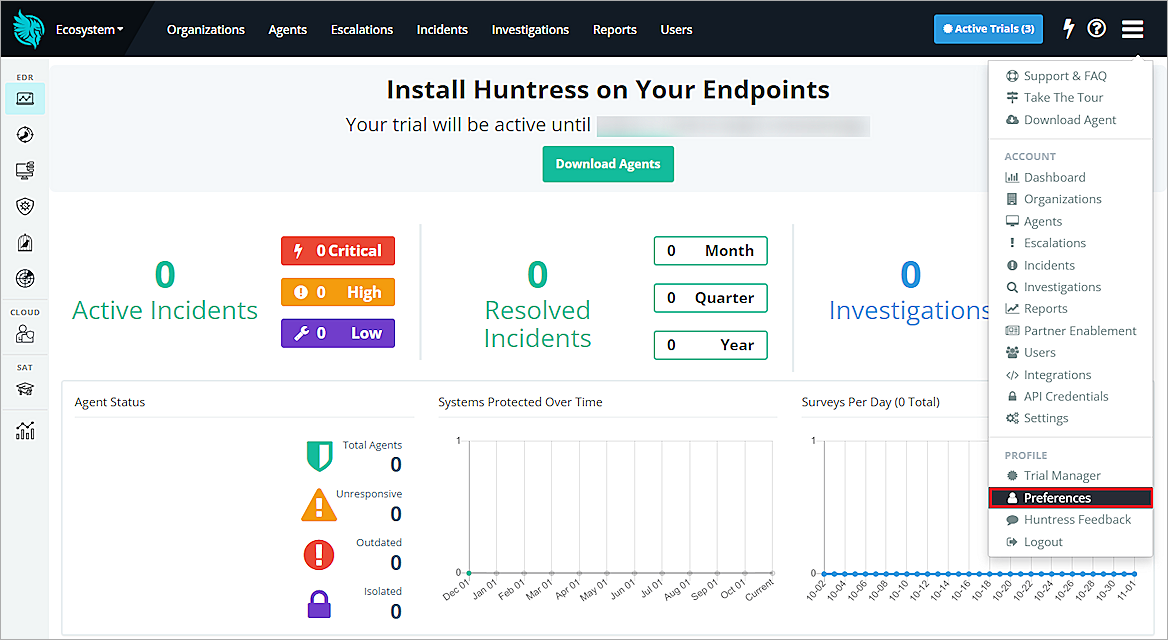 Ecosystem
Organizations
Agents
Escalations
Incidents
Investigations
Reports
Users
Active Trials (3)
EDR
CLOUD
SAT
Install Huntress on Your Endpoints
Your trial will be active until
Download Agents
0
Active Incidents
0 Critical
0 High
0 Low
0
Resolved
Incidents
0 Month
0 Quarter
0 Year
0
Investigations
Agent Status
Total Agents
0
Unresponsive
0
Outdated
0
Isolated
0
Systems Protected Over Time
1
0
Dec 01 Jan 01 Feb 01 Mar 01 Apr 01 May 01 Jun 01 Jul 01 Aug 01 Sep 01 Oct 01 Current
Surveys Per Day (0 Total)
1
0
10-02 10-04 10-06 10-08 10-10 10-12 10-14 10-16 10-18 10-20 10-22 10-24 10-26 10-28 11-01
Support & FAQ
Take The Tour
Download Agent
ACCOUNT
Dashboard
Organizations
Agents
Escalations
Incidents
Investigations
Reports
Partner Enablement
Users
Integrations
API Credentials
Settings
PROFILE
Trial Manager
Preferences
Huntress Feedback
Logout